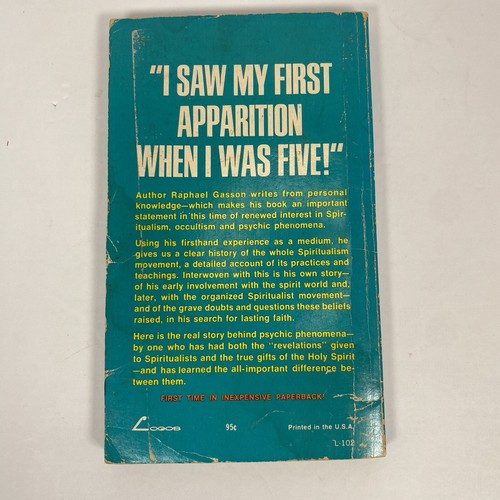 "I SAW MY FIRST
APPARITION
WHEN I WAS FIVE!"
Author Raphael Gasson writes from personal
knowledge—which makes his book an important
statement in this time of renewed interest in Spir-
itualism, occultism and psychic phenomena.
Using his firsthand experience as a medium, he
gives us a clear history of the whole Spiritualism
movement, a detailed account of its practices and
teachings. Interwoven with this is his own story—
of his early involvement with the spirit world and,
later, with the organized Spiritualist movement—
and of the grave doubts and questions these beliefs
raised, in his search for lasting faith.
Here is the real story behind psychic phenomena—
by one who has had both the "revelations" given
to Spiritualists and the true gifts of the Holy Spirit
—and has learned the all-important difference be-
tween them.
FIRST TIME IN INEXPENSIVE PAPERBACK!
LOGOS 95¢ Printed in the U.S.A.
L-102